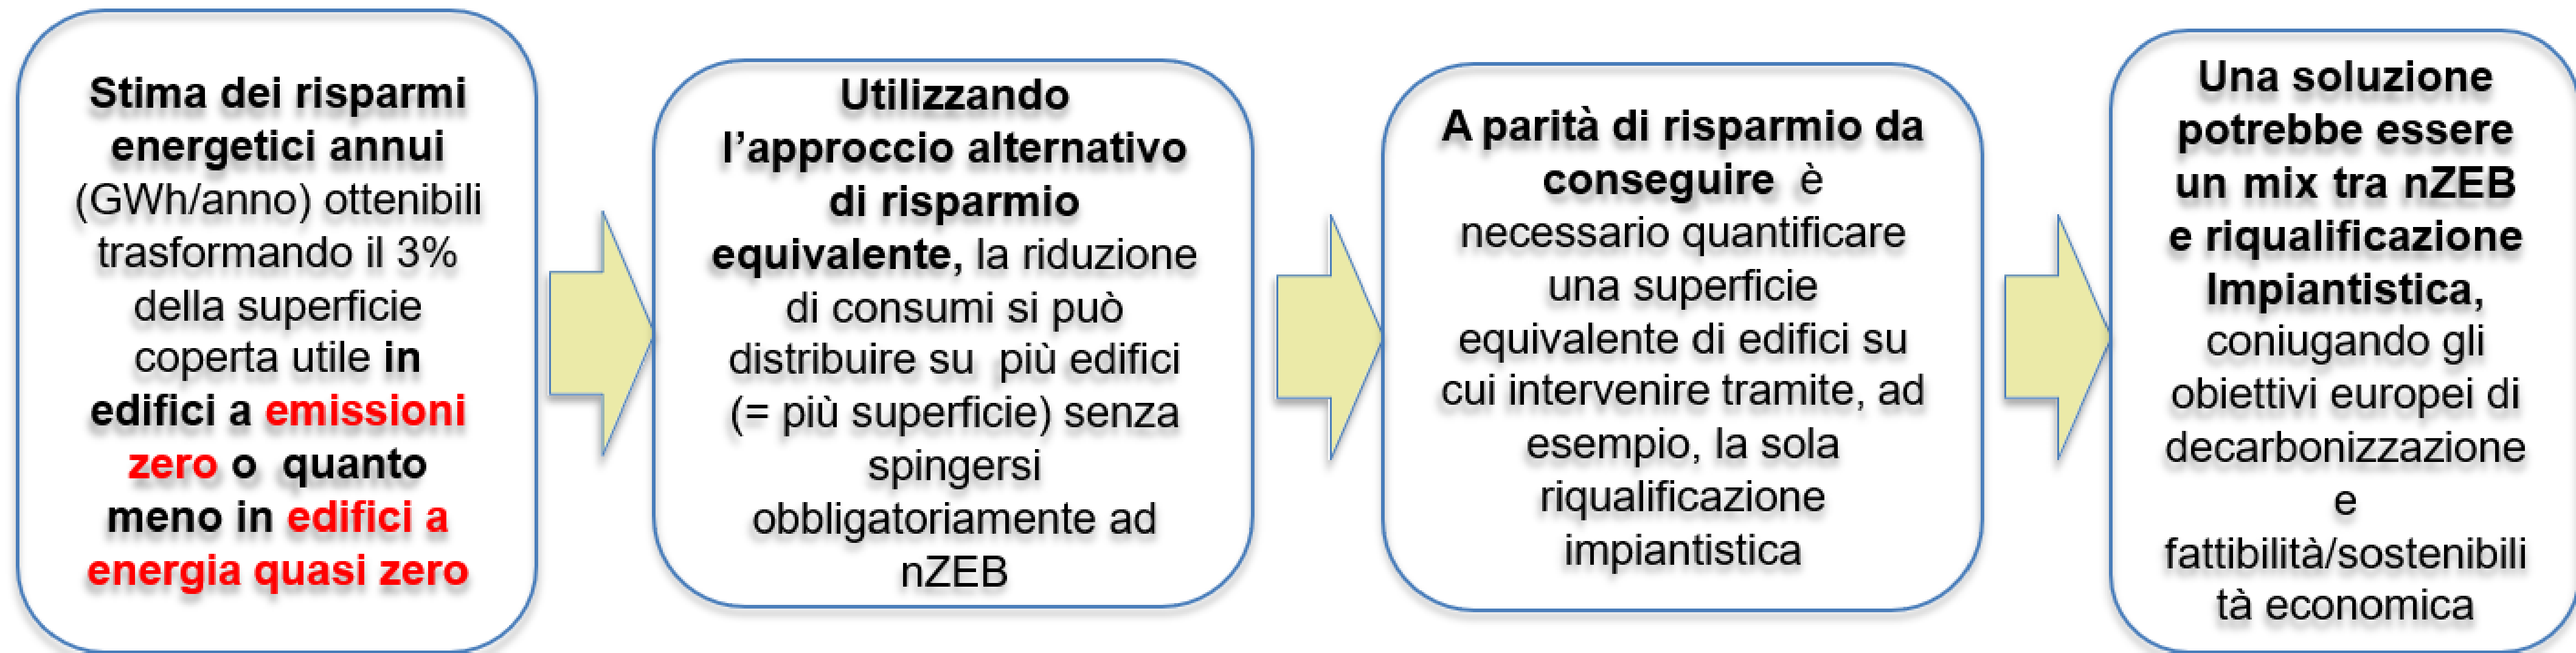 Stima dei risparmi
energetici annui
(GWh/anno) ottenibili
trasformando il 3%
della superficie
coperta utile in
edifici a emissioni
zero o quanto
meno in edifici a
energia quasi zero
Utilizzando
l’approccio alternativo
di risparmio
equivalente, la riduzione
di consumi si può
distribuire su più edifici
(= più superficie) senza
spingersi
obbligatoriamente ad
nZEB
A parità di risparmio da
conseguire è
necessario quantificare
una superficie
equivalente di edifici su
cui intervenire tramite, ad
esempio, la sola
riqualificazione
impiantistica
Una soluzione
potrebbe essere
un mix tra nZEB
e riqualificazione
Impiantistica,
coniugando gli
obiettivi europei di
decarbonizzazione
e
fattibilità/sostenibili
tà economica